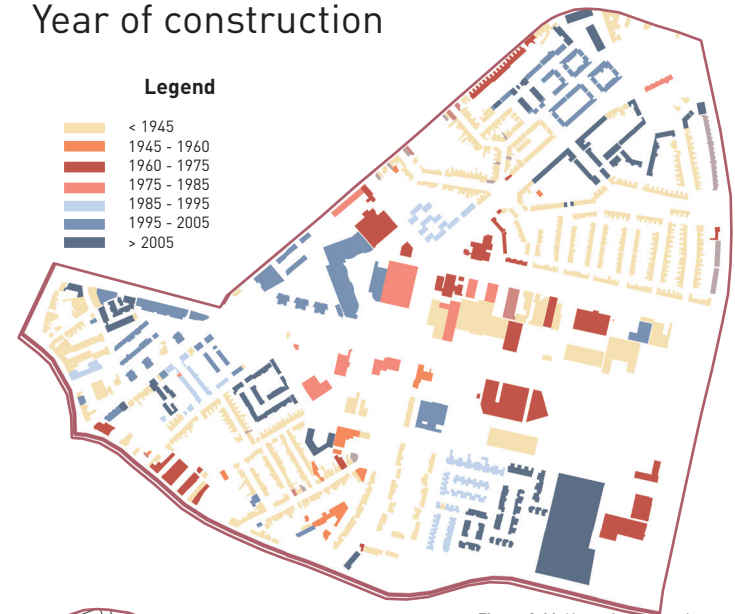 Year of construction
Legend
< 1945
1945 - 1960
1960 - 1975
1975 - 1985
1985 - 1995
1995 - 2005
> 2005